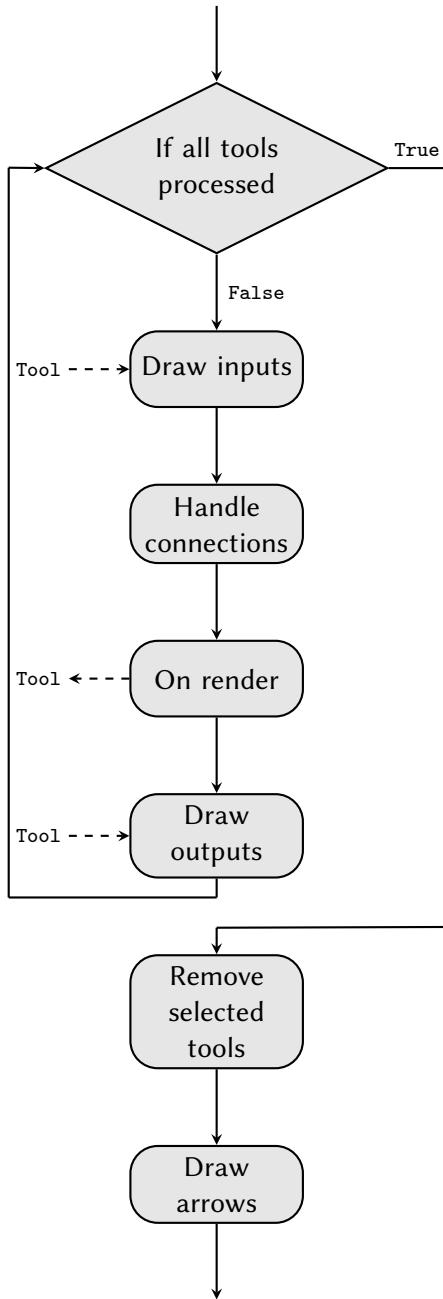 If all tools
processed
True
False
Tool
Draw inputs
Handle
connections
Tool
On render
Tool
Draw
outputs
Remove
selected
tools
Draw
arrows